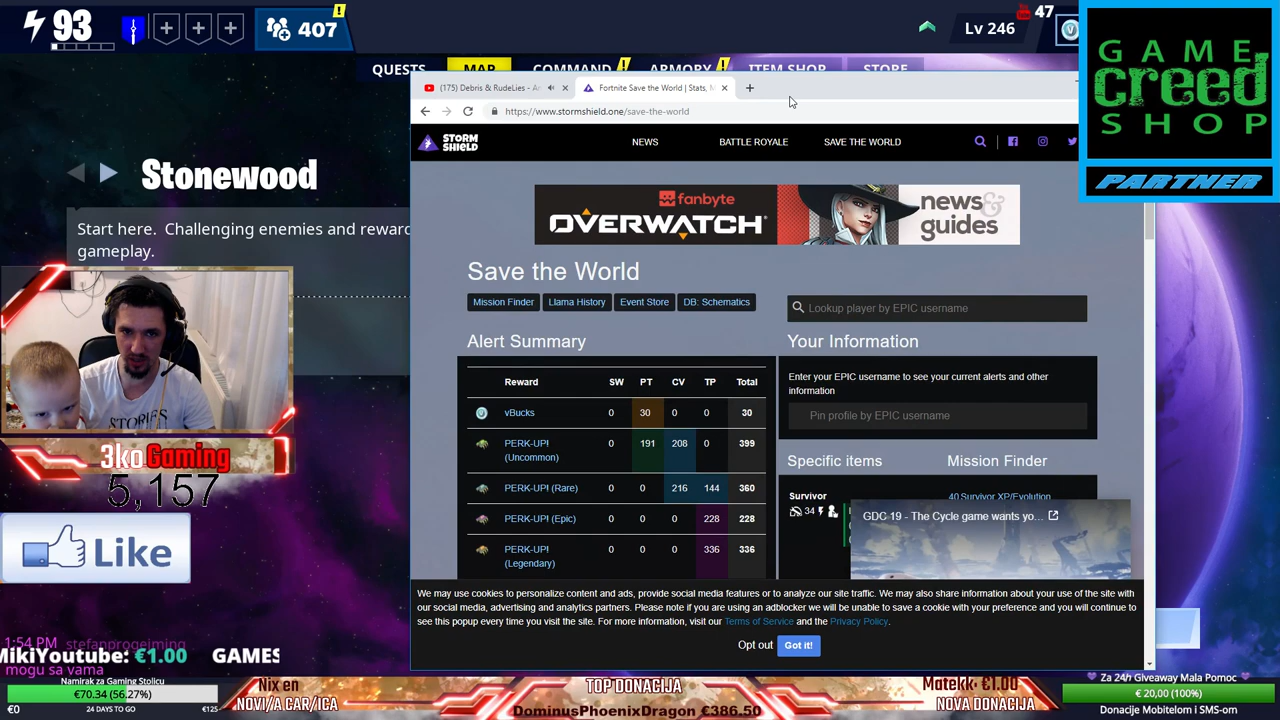 93
407
Lv 246
47
QUESTS
MAP
COMMAND
ARMORY
ITEM SHOP
STORE
GAME
creed
SHOP
PARTNER
(175) Debris & RudeLies - A
Fortnite Save the World | Stats, M
https://www.stormshield.one/save-the-world
STORM
SHIELD
NEWS
BATTLE ROYALE
SAVE THE WORLD
Stonewood
Start here. Challenging enemies and reward
gameplay.
fanbyte
OVERWATCH
news &
guides
Save the World
Mission Finder
Llama History
Event Store
DB: Schematics
Lookup player by EPIC username
Alert Summary
Reward SW PT CV TP Total
vBucks 0 30 0 0 30
PERK-UP! 0 191 208 0 399
(Uncommon)
PERK-UP! (Rare) 0 0 216 144 360
PERK-UP! (Epic) 0 0 0 228 228
PERK-UP! 0 0 0 336 336
(Legendary)
Your Information
Enter your EPIC username to see your current alerts and other
information
Pin profile by EPIC username
Specific items
Mission Finder
Survivor
34
40 Survivor XP/Evolution
GDC 19 - The Cycle game wants yo...
We may use cookies to personalize content and ads, provide social media features or to analyze our site traffic. We may also share information about your use of the site with
our social media, advertising and analytics partners. Please note if you are using an adblocker we will be unable to save a cookie with your preference and you will continue to
see this popup every time you visit the site. For more information, visit our Terms of Service and the Privacy Policy.
Opt out
Got it!
STORIES
3koGaming
5,157
Like
1:54 PM stefanprogejming
MikiYoutube: €1.00 GAMES
mogu sa vama
Namirak za Gaming Stolicu
€70.34 (56.27%)
€0
24 DAYS TO GO
€125
Nix en
NOVI/A CAR/ICA
TOP DONACIJA
DominusPhoenixDragon €386.50
Matekk: €1.00
NOVA DONACIJA
Za 24h Giveaway Mala Pomoc
€ 20,00 (100%)
Donacije Mobitelom i SMS-om